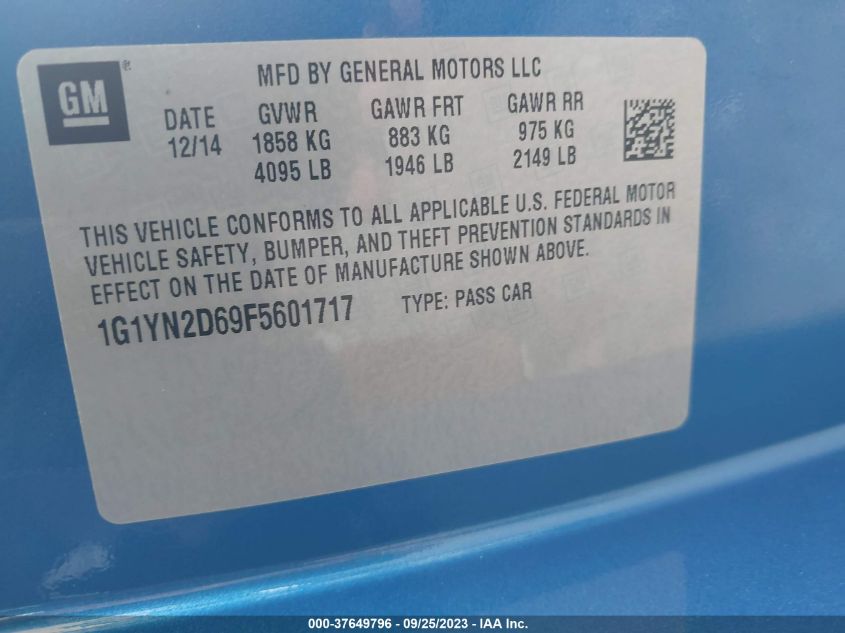 GM
®
MFD BY GENERAL MOTORS LLC
DATE GVWR GAWR FRT GAWR RR
12/14 1858 KG 883 KG 975 KG
4095 LB 1946 LB 2149 LB
THIS VEHICLE CONFORMS TO ALL APPLICABLE U.S. FEDERAL MOTOR
VEHICLE SAFETY, BUMPER, AND THEFT PREVENTION STANDARDS IN
EFFECT ON THE DATE OF MANUFACTURE SHOWN ABOVE.
1G1YN2D69F5601717 TYPE: PASS CAR
000-37649796 - 09/25/2023 - IAA Inc.